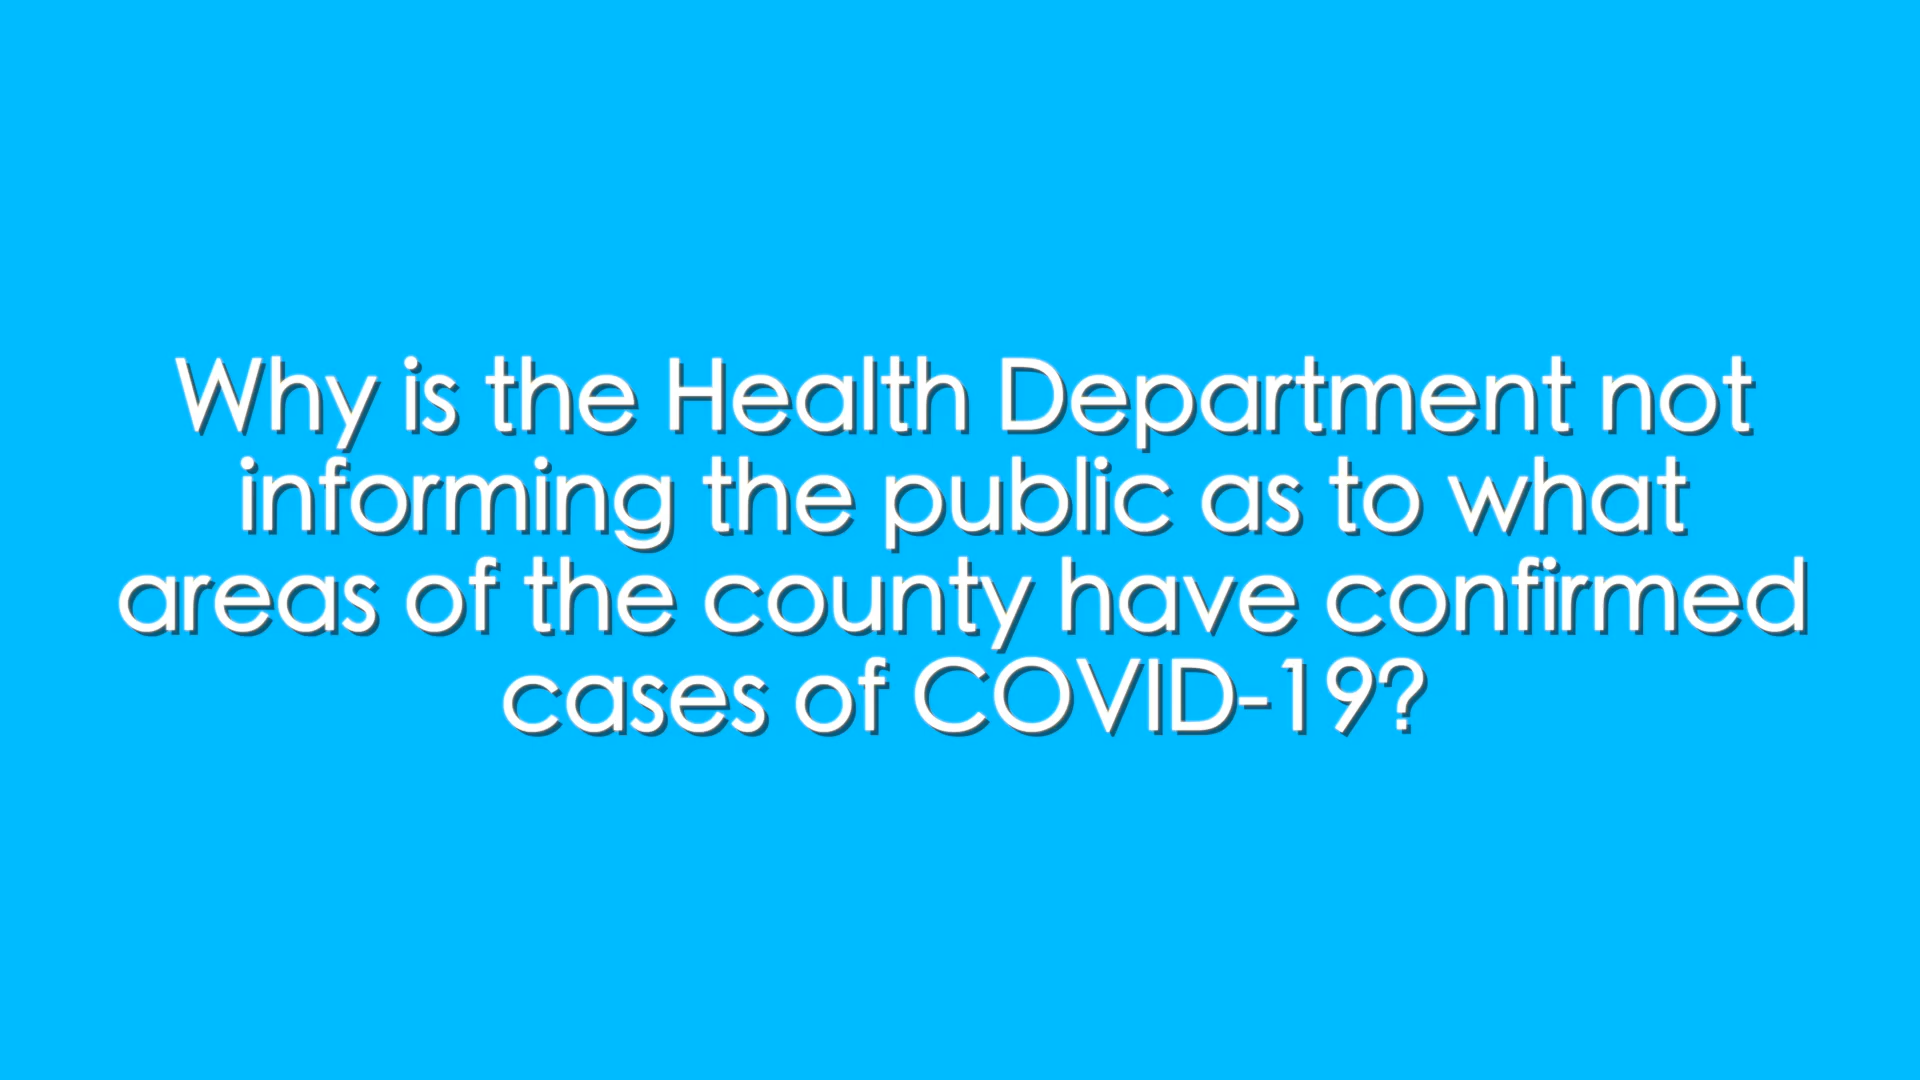 Why is the Health Department not
informing the public as to what
areas of the county have confirmed
cases of COVID-19?